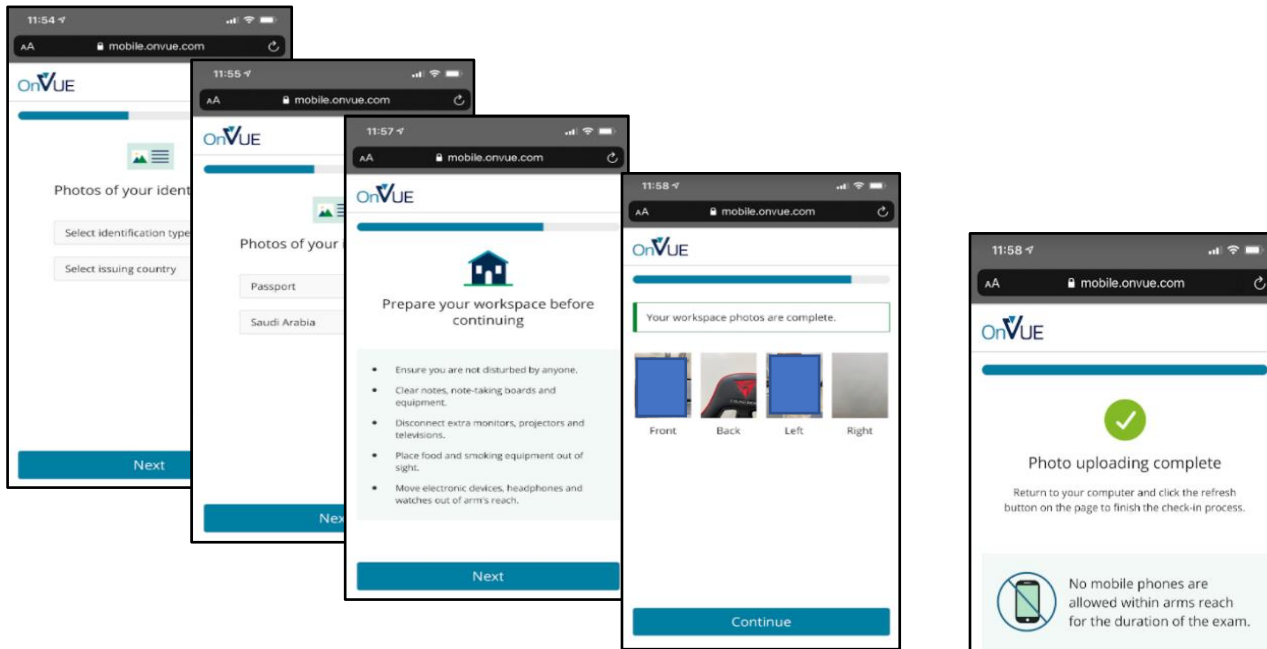 11:54
AA mobile.onvue.com
OnVUE
Photos of your ident
Select identification type
Select issuing country
Next
11:55
AA mobile.onvue.com
OnVUE
Photos of your
Passport
Saudi Arabia
Nex
11:57
AA mobile.onvue.com
OnVUE
Prepare your workspace before
continuing
• Ensure you are not disturbed by anyone.
• Clear notes, note-taking boards and
equipment.
• Disconnect extra monitors, projectors and
televisions.
• Place food and smoking equipment out of
sight.
• Move electronic devices, headphones and
watches out of arm's reach.
Next
11:58
AA mobile.onvue.com
OnVUE
Your workspace photos are complete.
Front Back Left Right
Continue
11:58
AA mobile.onvue.com
OnVUE
Photo uploading complete
Return to your computer and click the refresh
button on the page to finish the check-in process.
No mobile phones are
allowed within arms reach
for the duration of the exam.